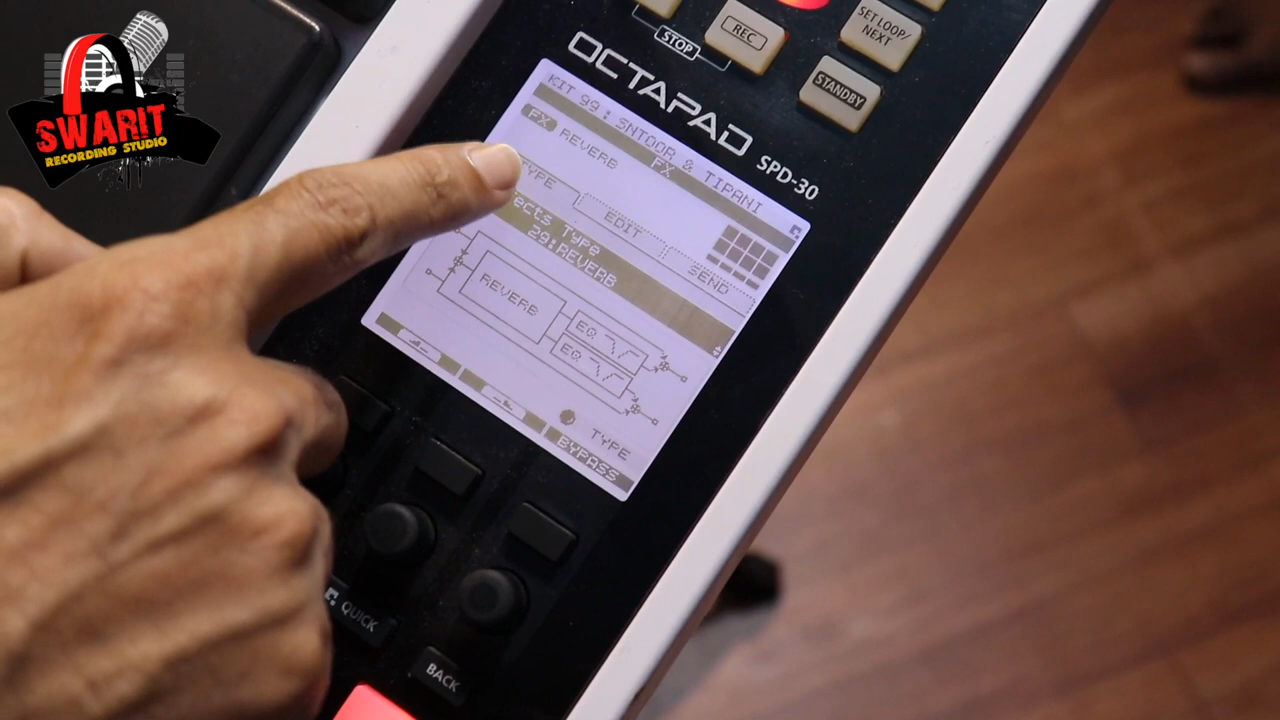 SWARIT
RECORDING STUDIO
STOP
REC
SET LOOP/
NEXT
STANDBY
OCTAPAD SPD-30
KIT 99: SNTOOR & TIPANI
FX
FX REVERB
EDIT
SEND
Type
29:REVERB
REVERB
EQ
EQ
TYPE
BYPASS
QUICK
BACK